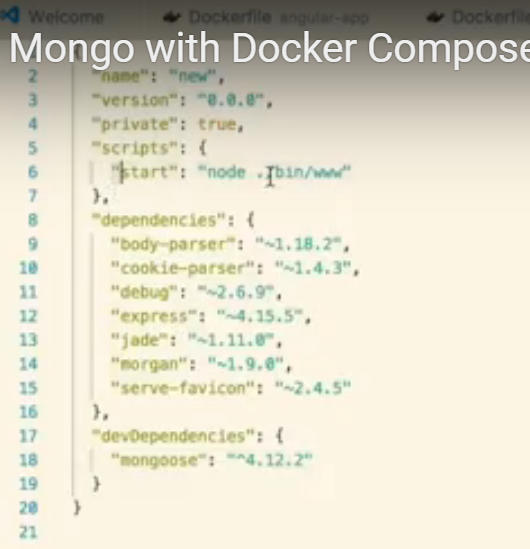 Welcome Dockerfile angular-app Dockerfile
Mongo with Docker Compose
2 "name": "new",
3 "version": "0.0.0",
4 "private": true,
5 "scripts": {
6 "start": "node ./bin/www"
7 },
8 "dependencies": {
9 "body-parser": "~1.18.2",
10 "cookie-parser": "~1.4.3",
11 "debug": "~2.6.9",
12 "express": "~4.15.5",
13 "jade": "~1.11.0",
14 "morgan": "~1.9.0",
15 "serve-favicon": "~2.4.5"
16 },
17 "devDependencies": {
18 "mongoose": "^4.12.2"
19 }
20 }
21